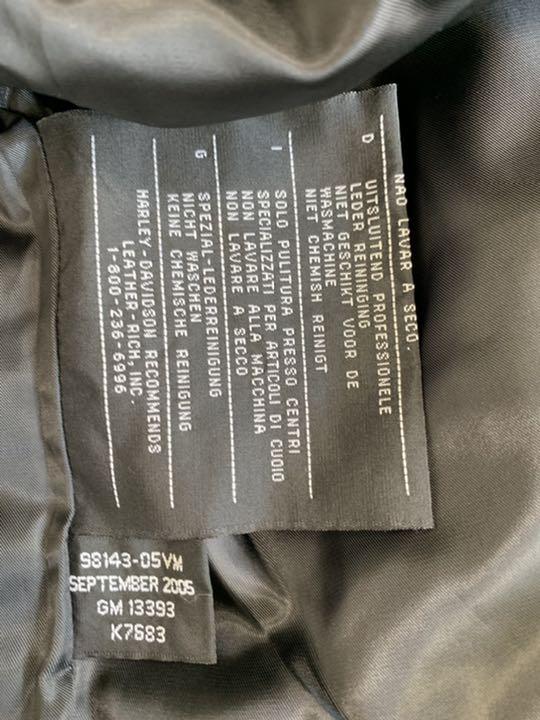 NAO LAVAR A SECO.
D
UITSLUITEND PROFESSIONELE
LEDER REININGING
NIET GESCHIKT VOOR DE
WASMACHINE
NIET CHEMISH REINIGT
I
SOLO PULITURA PRESSO CENTRI
SPECIALIZZATI PER ARTICOLI DI CUOIO
NON LAVARE ALLA MACCHINA
NON LAVARE A SECCO
G
SPEZIAL-LEDERREINIGUNG
NICHT WASCHEN
KEINE CHEMISCHE REINIGUNG
HARLEY-DAVIDSON RECOMMENDS
LEATHER-RICH, INC.
1-800-236-6996
98143-05VM
SEPTEMBER 2005
GM 13393
K7683